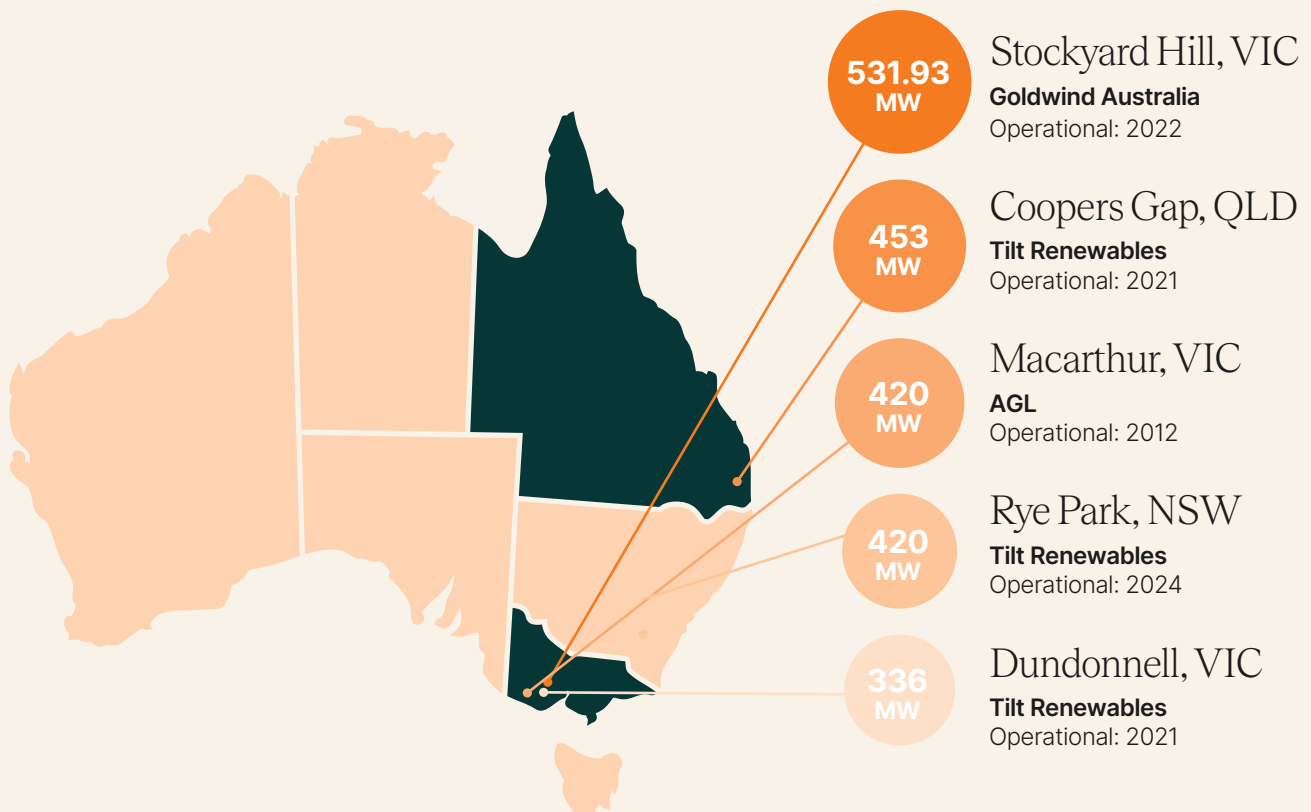 531.93
MW
Stockyard Hill, VIC
Goldwind Australia
Operational: 2022
453
MW
Coopers Gap, QLD
Tilt Renewables
Operational: 2021
420
MW
Macarthur, VIC
AGL
Operational: 2012
420
MW
Rye Park, NSW
Tilt Renewables
Operational: 2024
336
MW
Dundonnell, VIC
Tilt Renewables
Operational: 2021